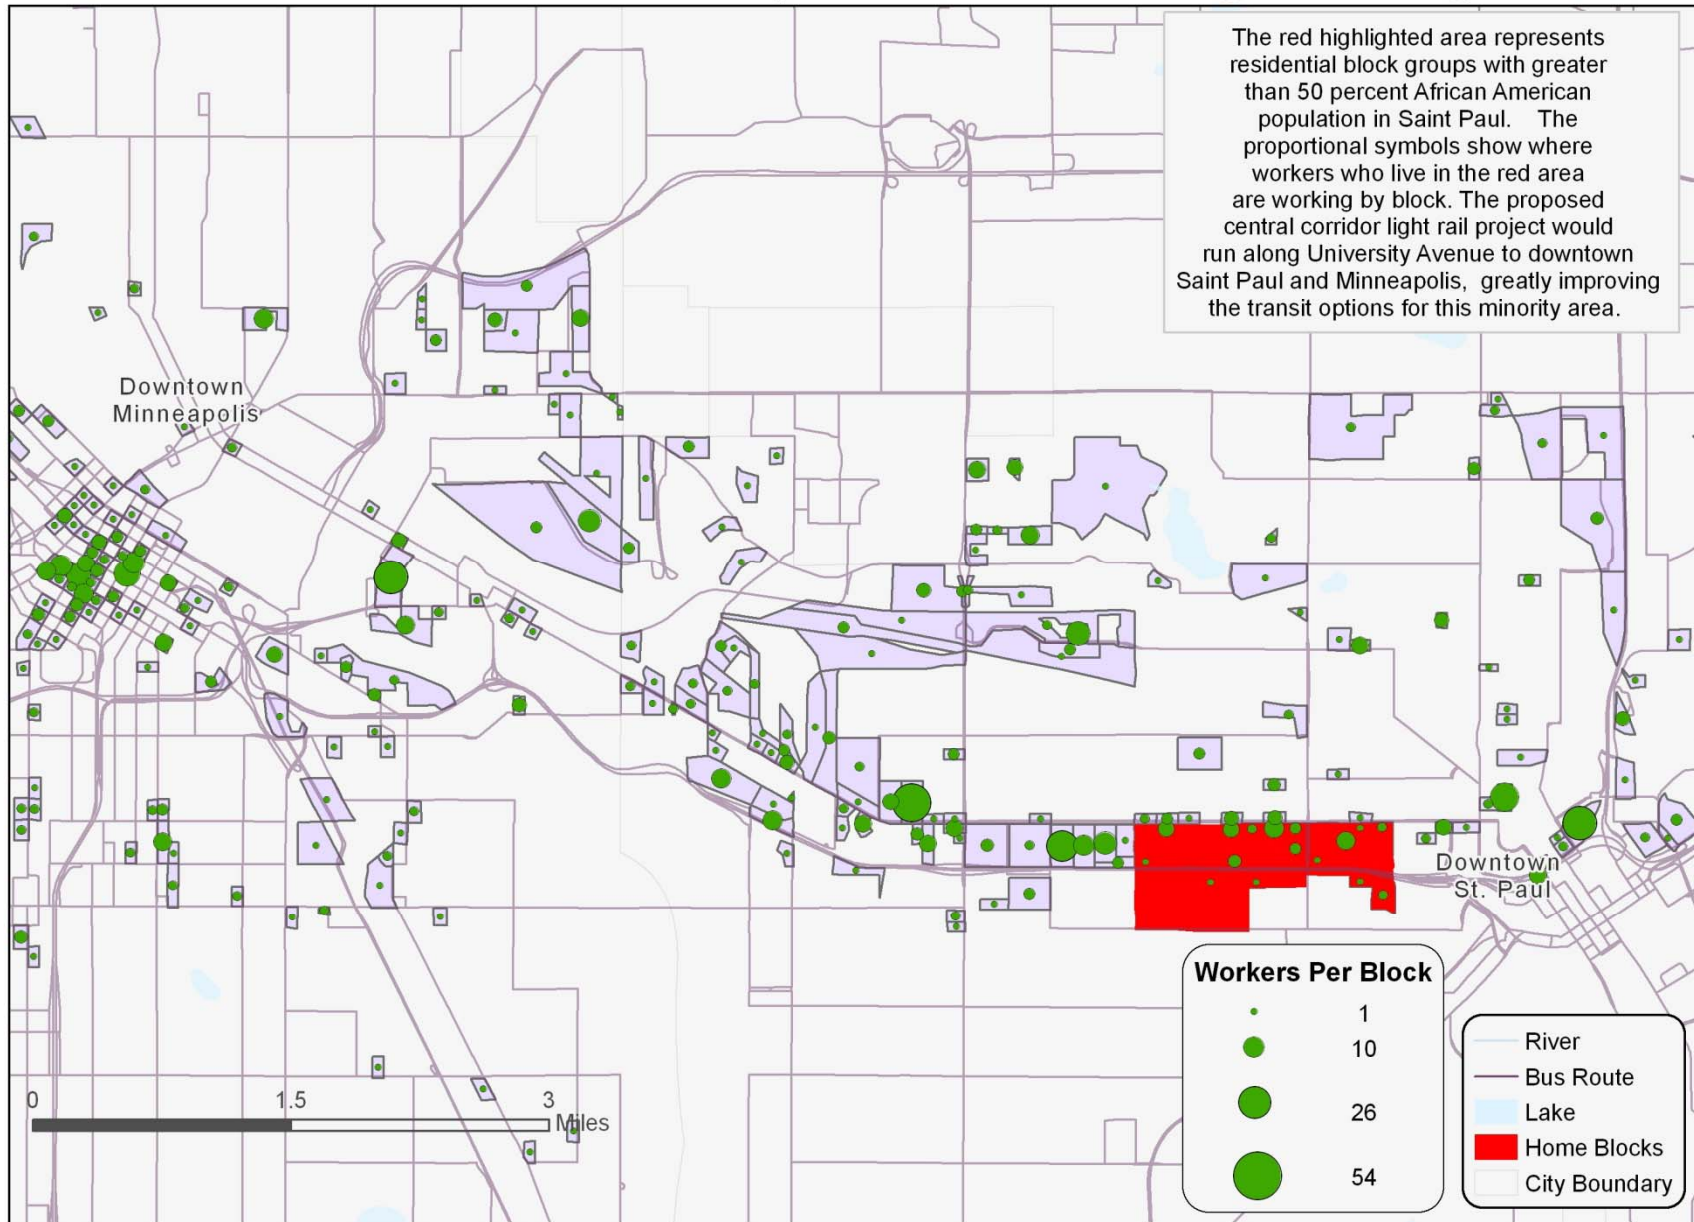 The red highlighted area represents
residential block groups with greater
than 50 percent African American
population in Saint Paul. The
proportional symbols show where
workers who live in the red area
are working by block. The proposed
central corridor light rail project would
run along University Avenue to downtown
Saint Paul and Minneapolis, greatly improving
the transit options for this minority area.
Downtown
Minneapolis
Downtown
St. Paul
Workers Per Block
1
10
26
54
River
Bus Route
Lake
Home Blocks
City Boundary
0 1.5 3
Miles